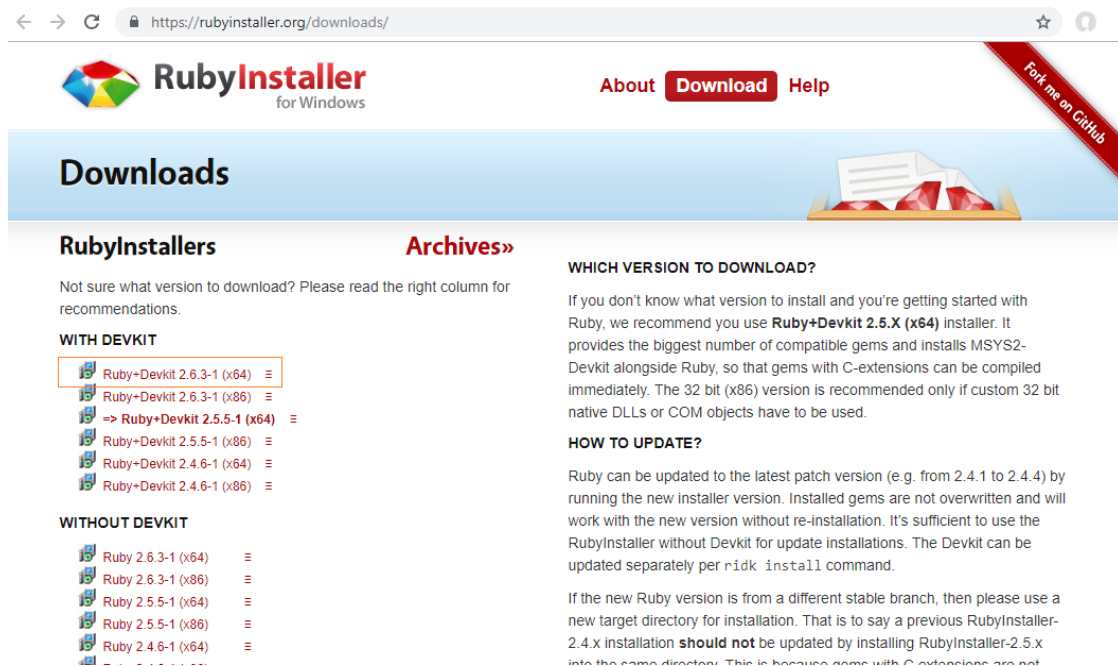 https://rubyinstaller.org/downloads/
RubyInstaller
for Windows
About Download Help
Fork me on GitHub
Downloads
RubyInstallers Archives»
Not sure what version to download? Please read the right column for
recommendations.
WITH DEVKIT
Ruby+Devkit 2.6.3-1 (x64)
Ruby+Devkit 2.6.3-1 (x86)
=> Ruby+Devkit 2.5.5-1 (x64)
Ruby+Devkit 2.5.5-1 (x86)
Ruby+Devkit 2.4.6-1 (x64)
Ruby+Devkit 2.4.6-1 (x86)
WITHOUT DEVKIT
Ruby 2.6.3-1 (x64)
Ruby 2.6.3-1 (x86)
Ruby 2.5.5-1 (x64)
Ruby 2.5.5-1 (x86)
Ruby 2.4.6-1 (x64)
WHICH VERSION TO DOWNLOAD?
If you don't know what version to install and you're getting started with
Ruby, we recommend you use Ruby+Devkit 2.5.X (x64) installer. It
provides the biggest number of compatible gems and installs MSYS2-
Devkit alongside Ruby, so that gems with C-extensions can be compiled
immediately. The 32 bit (x86) version is recommended only if custom 32 bit
native DLLs or COM objects have to be used.
HOW TO UPDATE?
Ruby can be updated to the latest patch version (e.g. from 2.4.1 to 2.4.4) by
running the new installer version. Installed gems are not overwritten and will
work with the new version without re-installation. It's sufficient to use the
RubyInstaller without Devkit for update installations. The Devkit can be
updated separately per ridk install command.
If the new Ruby version is from a different stable branch, then please use a
new target directory for installation. That is to say a previous RubyInstaller-
2.4.x installation should not be updated by installing RubyInstaller-2.5.x
into the same directory. This is because gems with C-extensions are not